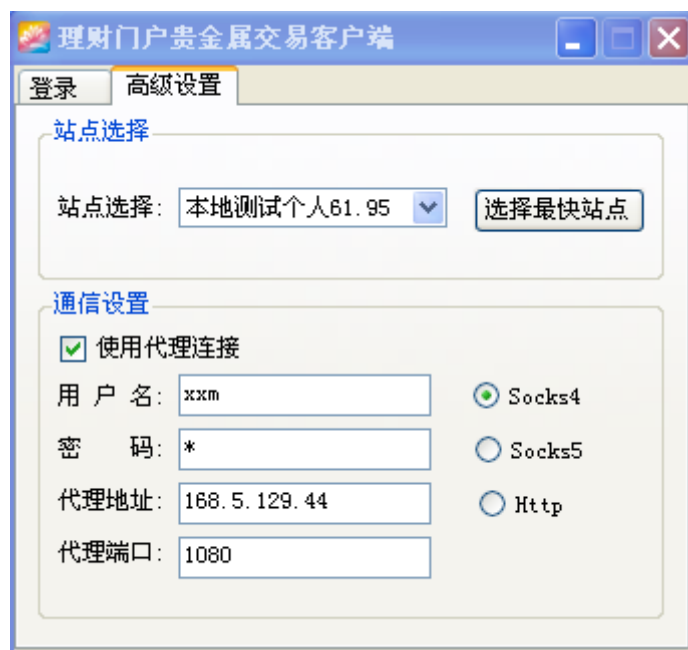 理财门户贵金属交易客户端
登录 高级设置
站点选择
站点选择: 本地测试个人61.95 选择最快站点
通信设置
使用代理连接
用 户 名: xxm Socks4
密 码: * Socks5
代理地址: 168.5.129.44 Http
代理端口: 1080